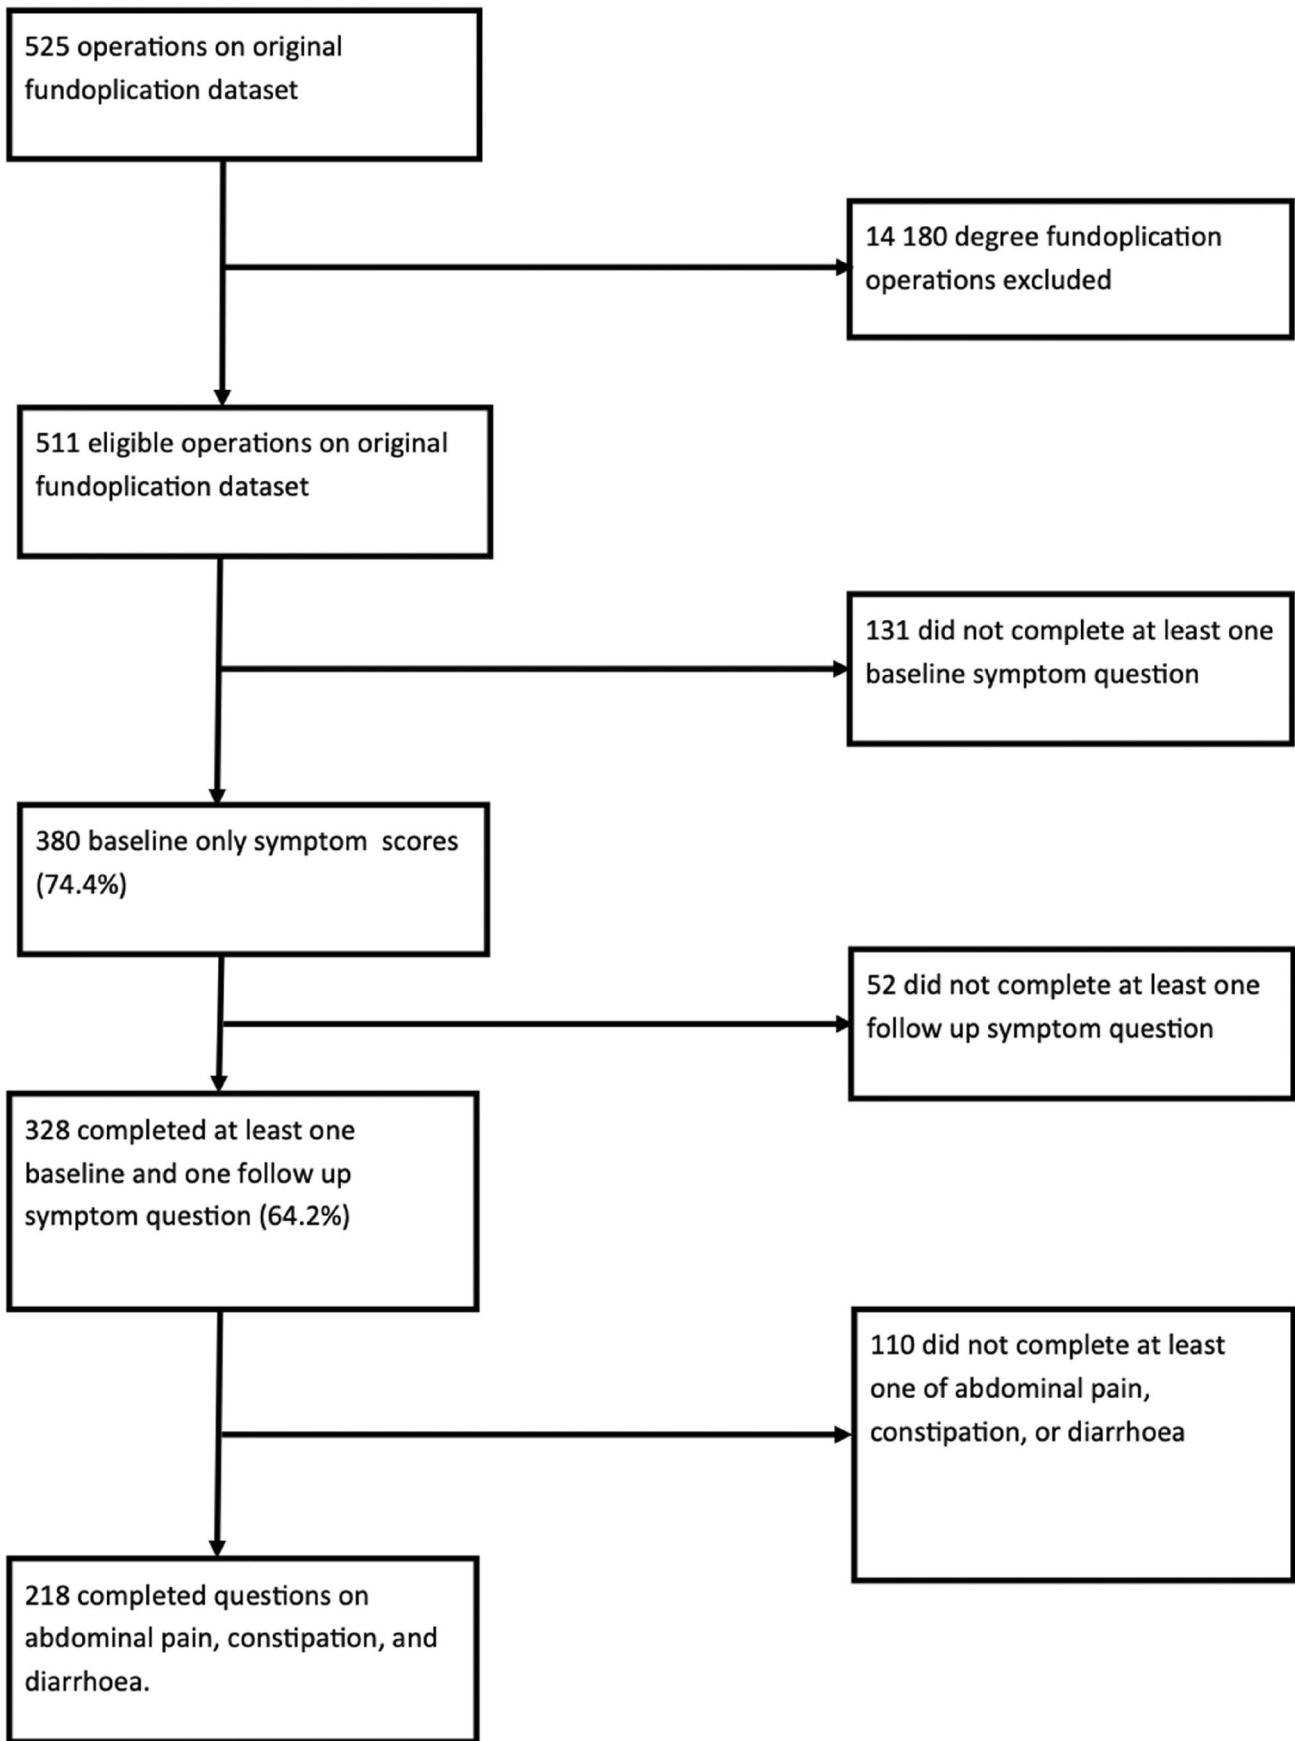 525 operations on original
fundoplication dataset
14 180 degree fundoplication
operations excluded
511 eligible operations on original
fundoplication dataset
131 did not complete at least one
baseline symptom question
380 baseline only symptom  scores
(74.4%)
52 did not complete at least one
follow up symptom question
328 completed at least one
baseline and one follow up
symptom question (64.2%)
110 did not complete at least
one of abdominal pain,
constipation, or diarrhoea
218 completed questions on
abdominal pain, constipation, and
diarrhoea.